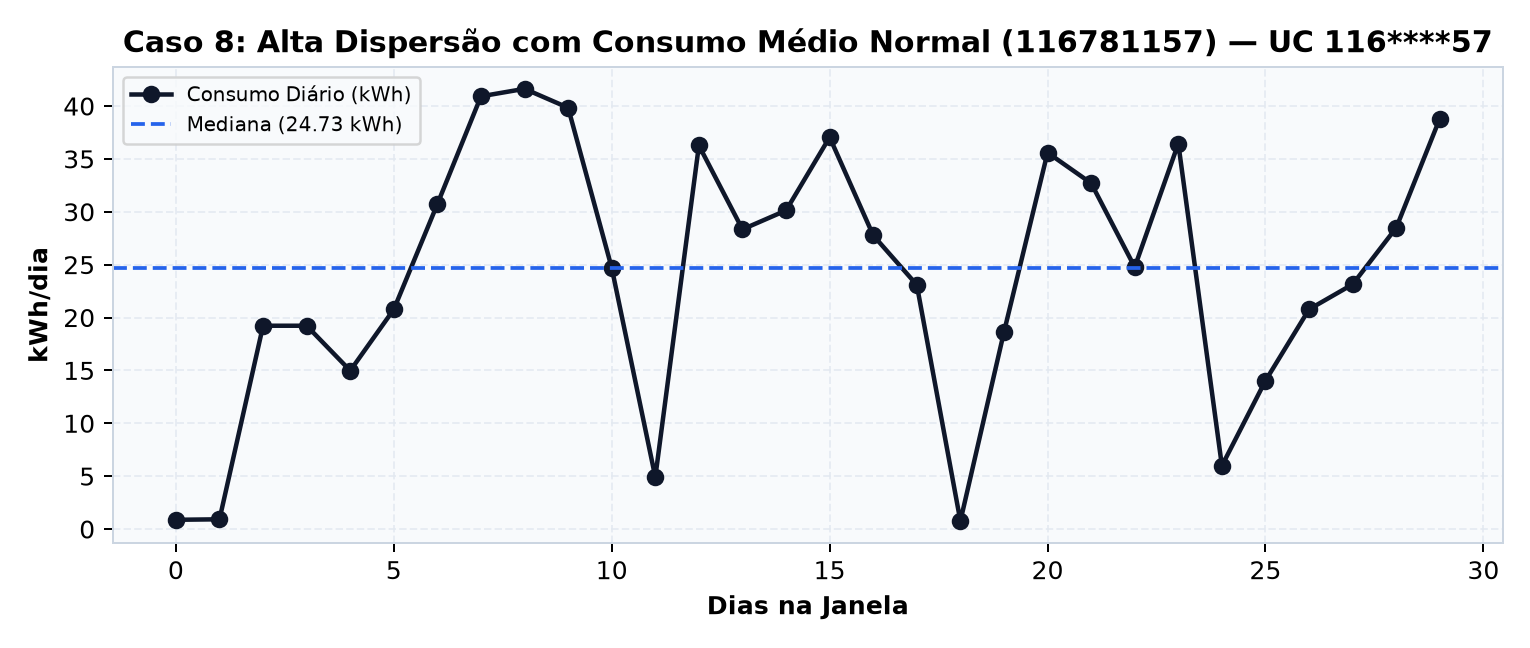 Caso 8: Alta Dispersão com Consumo Médio Normal (116781157) — UC 116****57
Consumo Diário (kWh)
Mediana (24.73 kWh)
kWh/dia
40
35
30
25
20
15
10
5
0
0 5 10 15 20 25 30
Dias na Janela